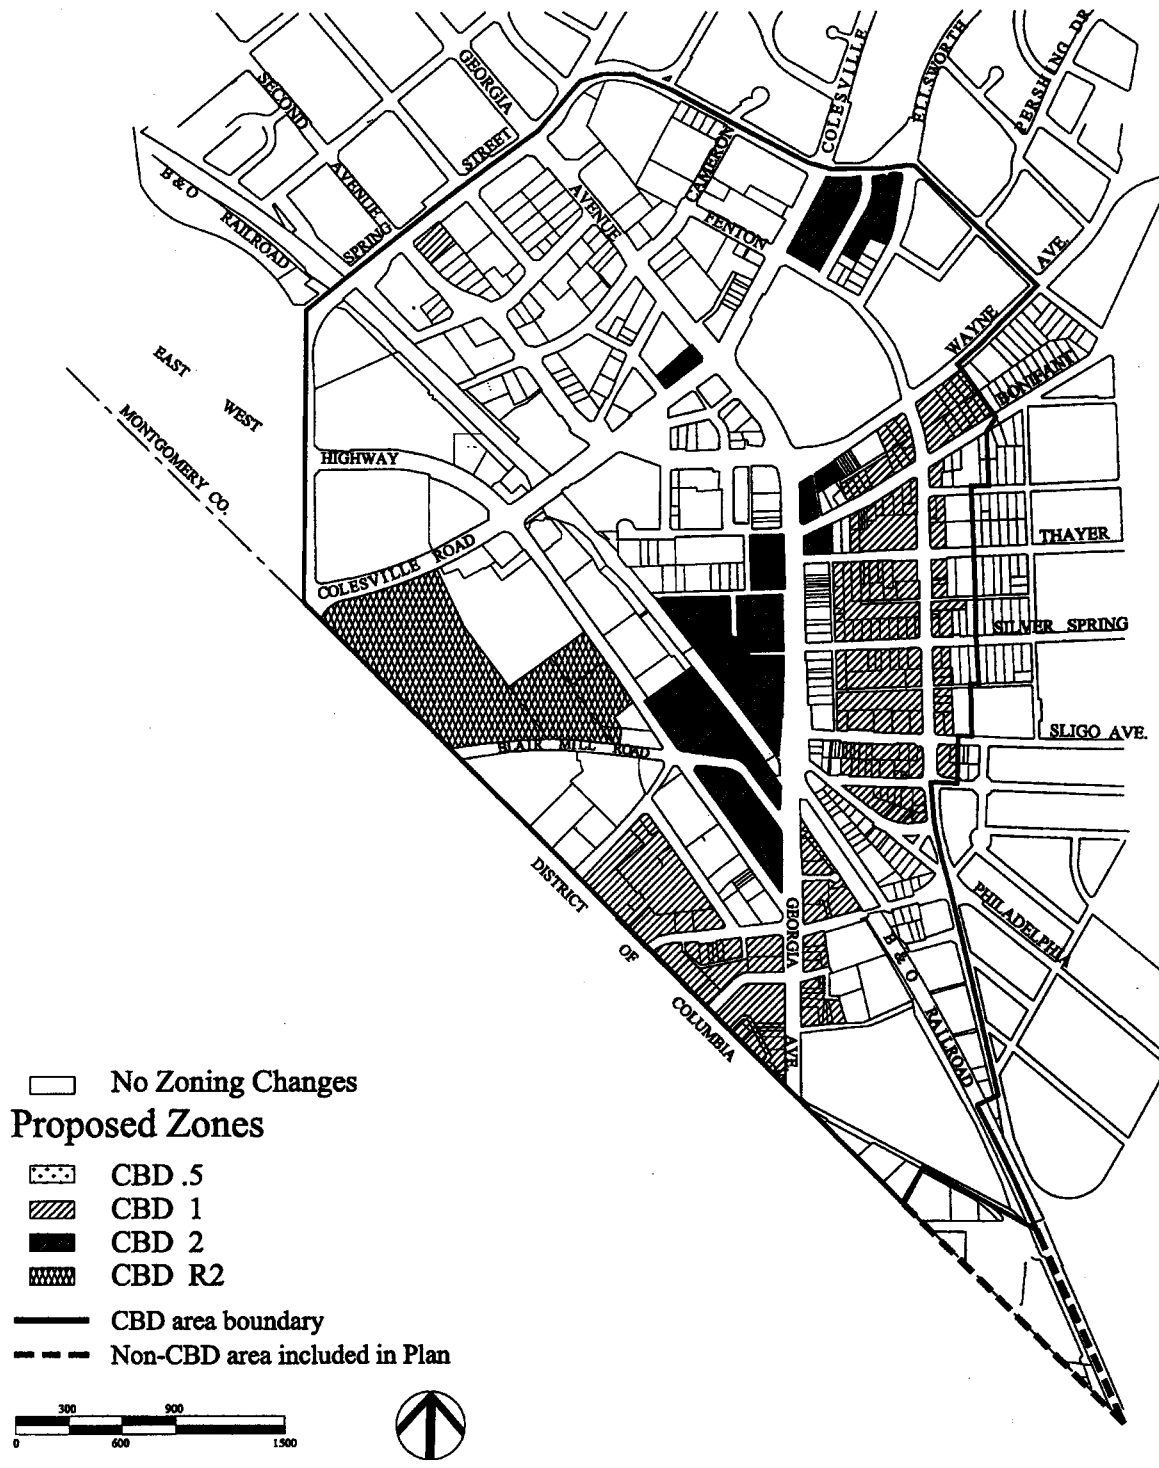 COLESVILLE
ELLSWORTH
PERSHING DR.
GEORGIA
SECOND
STREET
AVENUE
CAMERON
B & O
RAILROAD
SPRING
AVENUE
FENTON
AVE.
WAYNE
BONIFANT
EAST
WEST
MONTGOMERY CO.
HIGHWAY
COLESVILLE ROAD
THAYER
SILVER SPRING
SLIGO AVE.
BLAIR MILL ROAD
DISTRICT
OF
COLUMBIA
GEORGIA
AVE.
PHILADELPHIA
B & O
RAILROAD
No Zoning Changes
Proposed Zones
CBD .5
CBD 1
CBD 2
CBD R2
CBD area boundary
Non-CBD area included in Plan
300 900
0 600 1500